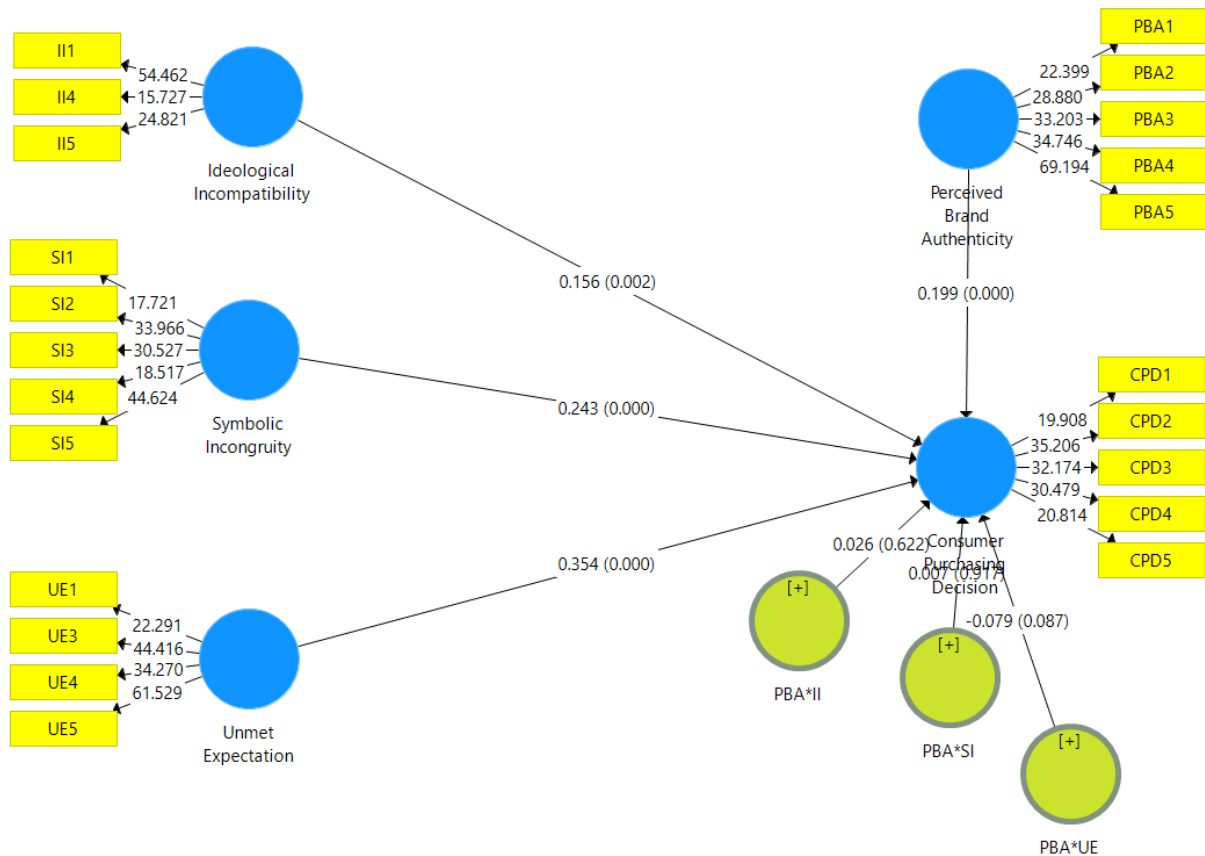 II1
II4
II5
54.462
15.727
24.821
Ideological
Incompatibility
PBA1
PBA2
PBA3
PBA4
PBA5
22.399
28.880
33.203
34.746
69.194
Perceived
Brand
Authenticity
SI1
SI2
SI3
SI4
SI5
17.721
33.966
30.527
18.517
44.624
Symbolic
Incongruity
0.156 (0.002)
0.199 (0.000)
0.243 (0.000)
0.354 (0.000)
CPD1
CPD2
CPD3
CPD4
CPD5
19.908
35.206
32.174
30.479
20.814
Consumer
Purchasing
Decision
UE1
UE3
UE4
UE5
22.291
44.416
34.270
61.529
Unmet
Expectation
0.026 (0.622)
0.007 (0.917)
-0.079 (0.087)
[+]
PBA*II
[+]
PBA*SI
[+]
PBA*UE